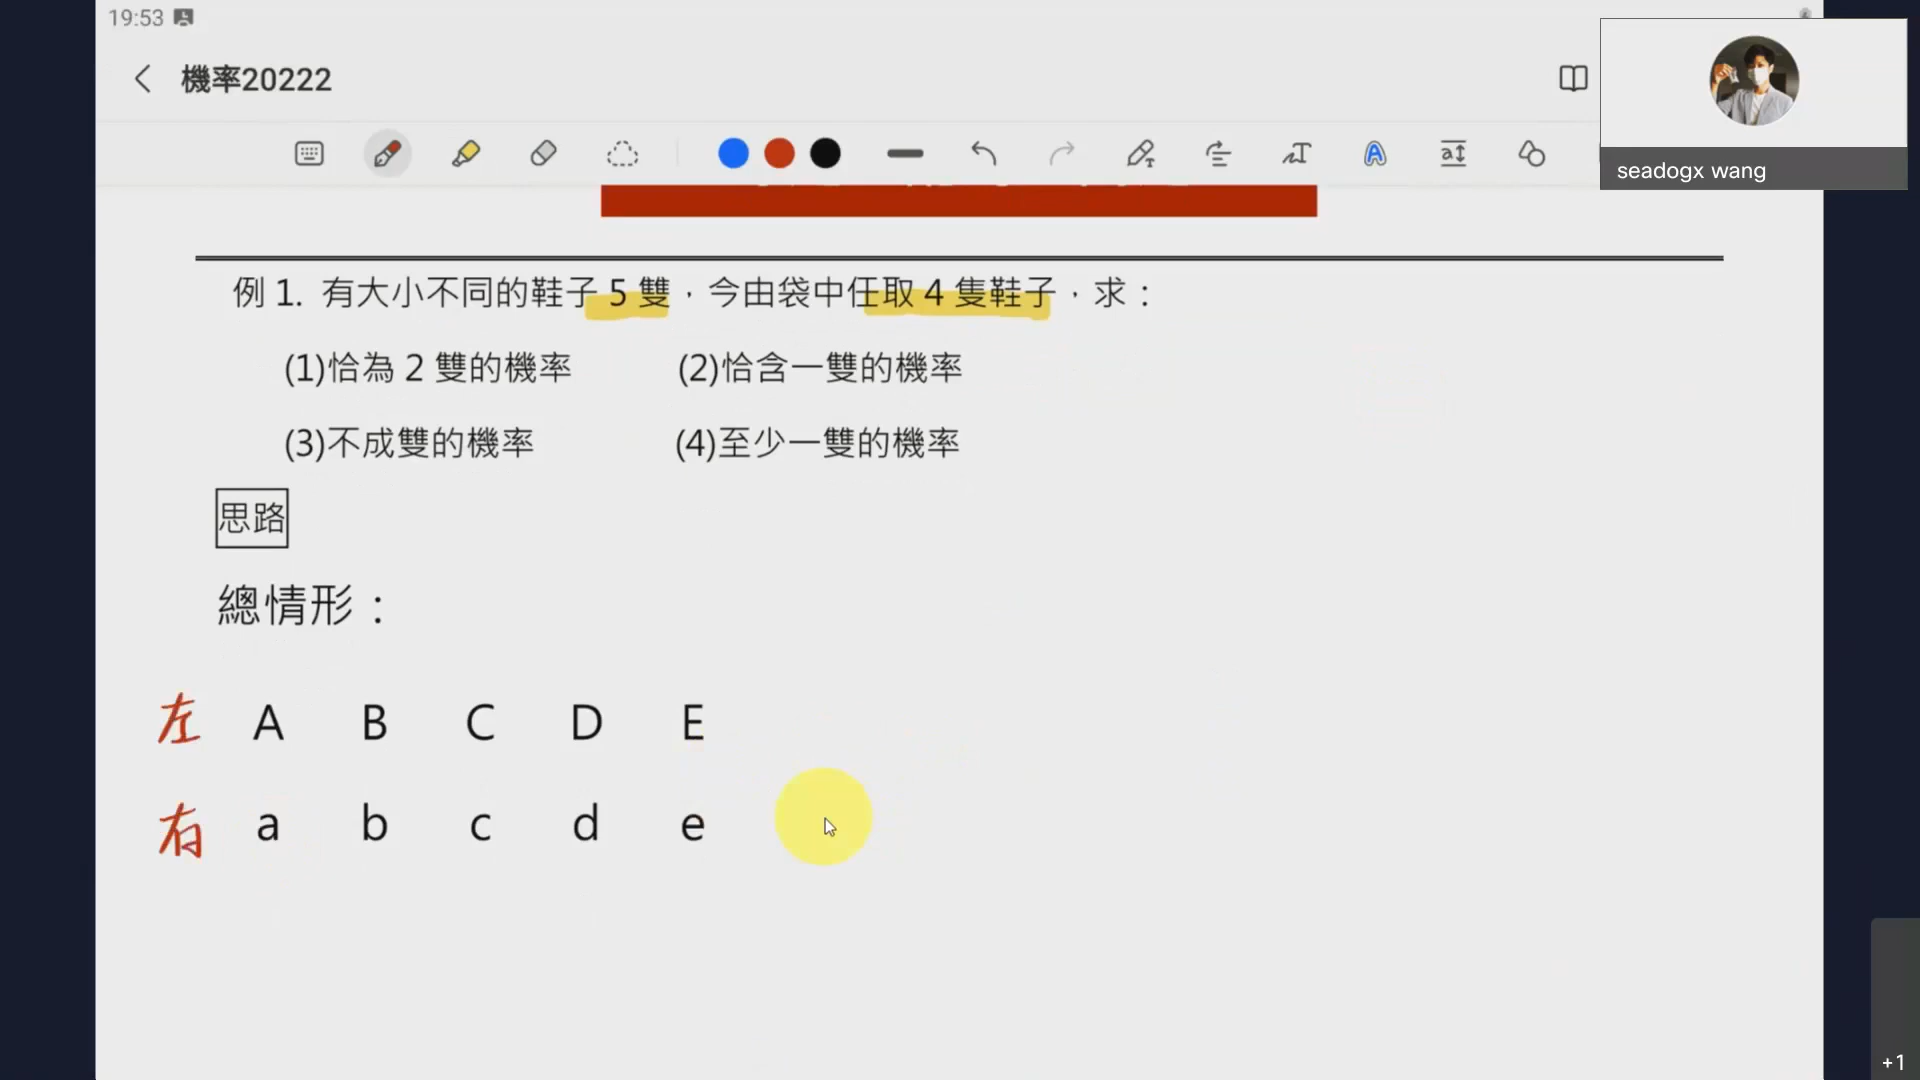 19:53
機率20222
seadogx wang
例 1. 有大小不同的鞋子 5 雙，今由袋中任取 4 隻鞋子，求：
(1)恰為 2 雙的機率 (2)恰含一雙的機率
(3)不成雙的機率 (4)至少一雙的機率
思路
總情形：
左 A B C D E
右 a b c d e
+1